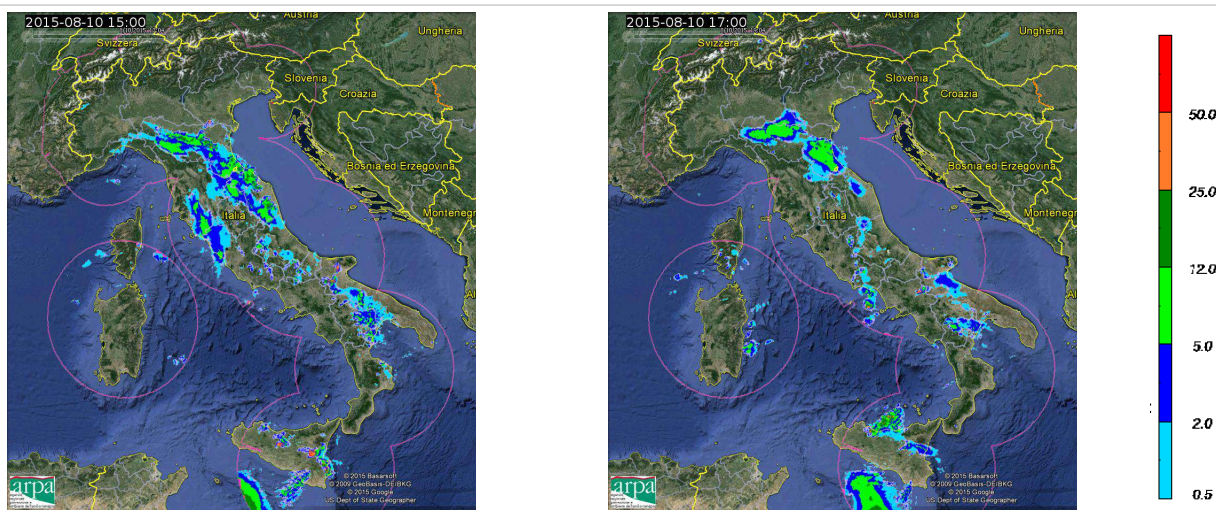 2015-08-10 15:00
Austria
Ungheria
Svizzera
Slovenia
Croazia
Bosnia ed Erzegovina
Italia
Monteneg
Al
© 2015 Basarsoft
© 2009 GeoBasis-DE/BKG
© 2015 Google
US Dept of State Geographer
arpa
2015-08-10 17:00
Austria
Ungheria
Svizzera
Slovenia
Croazia
Bosnia ed Erzegovina
Italia
Montenegr
Al
© 2015 Basarsoft
© 2009 GeoBasis-DE/BKG
© 2015 Google
US Dept of State Geographer
arpa
50.0
25.0
12.0
5.0
2.0
0.5